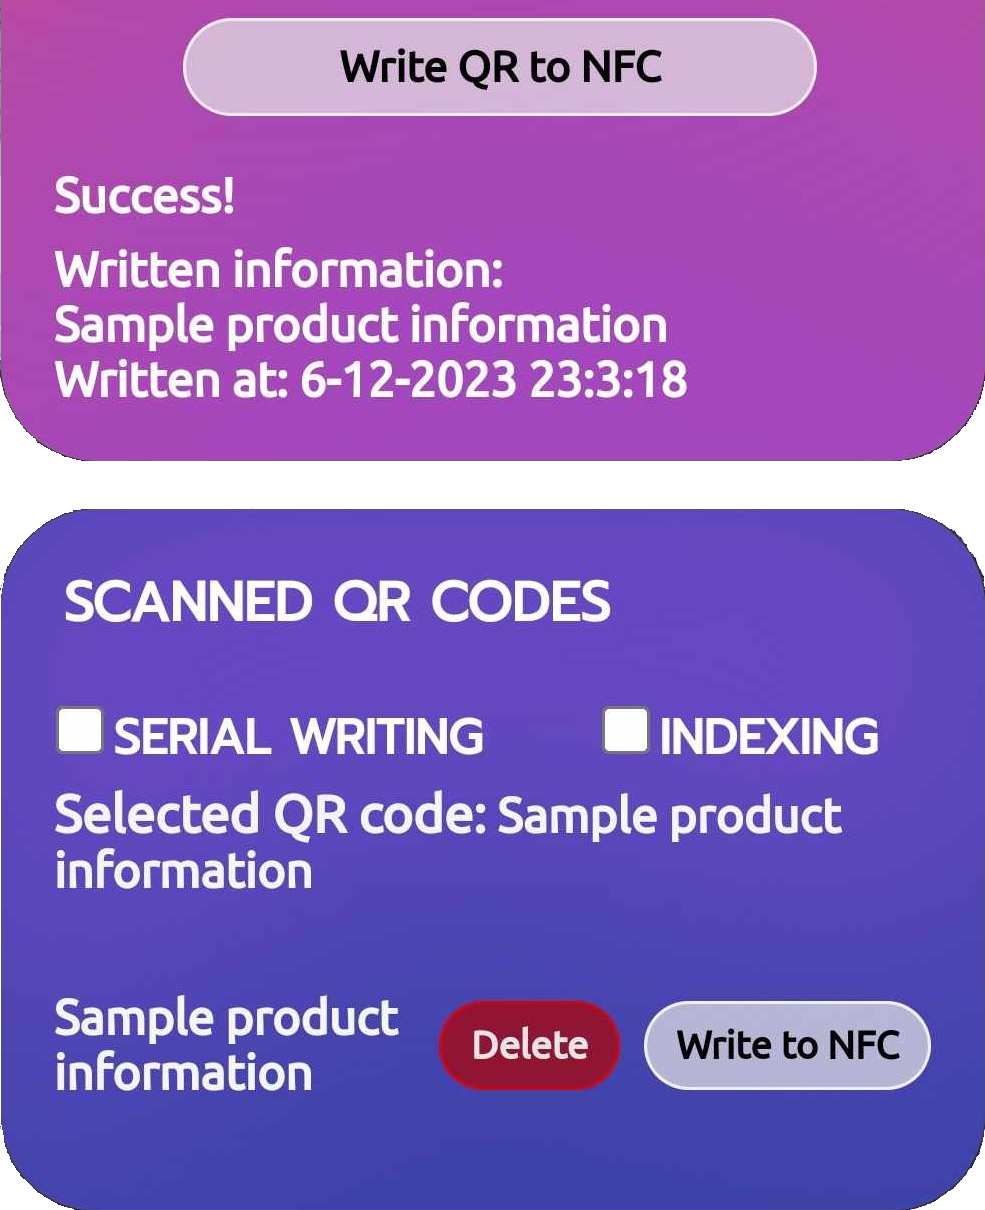 Write QR to NFC
Success!
Written information:
Sample product information
Written at: 6-12-2023 23:3:18
SCANNED QR CODES
SERIAL WRITING INDEXING
Selected QR code: Sample product
information
Sample product
information
Delete
Write to NFC